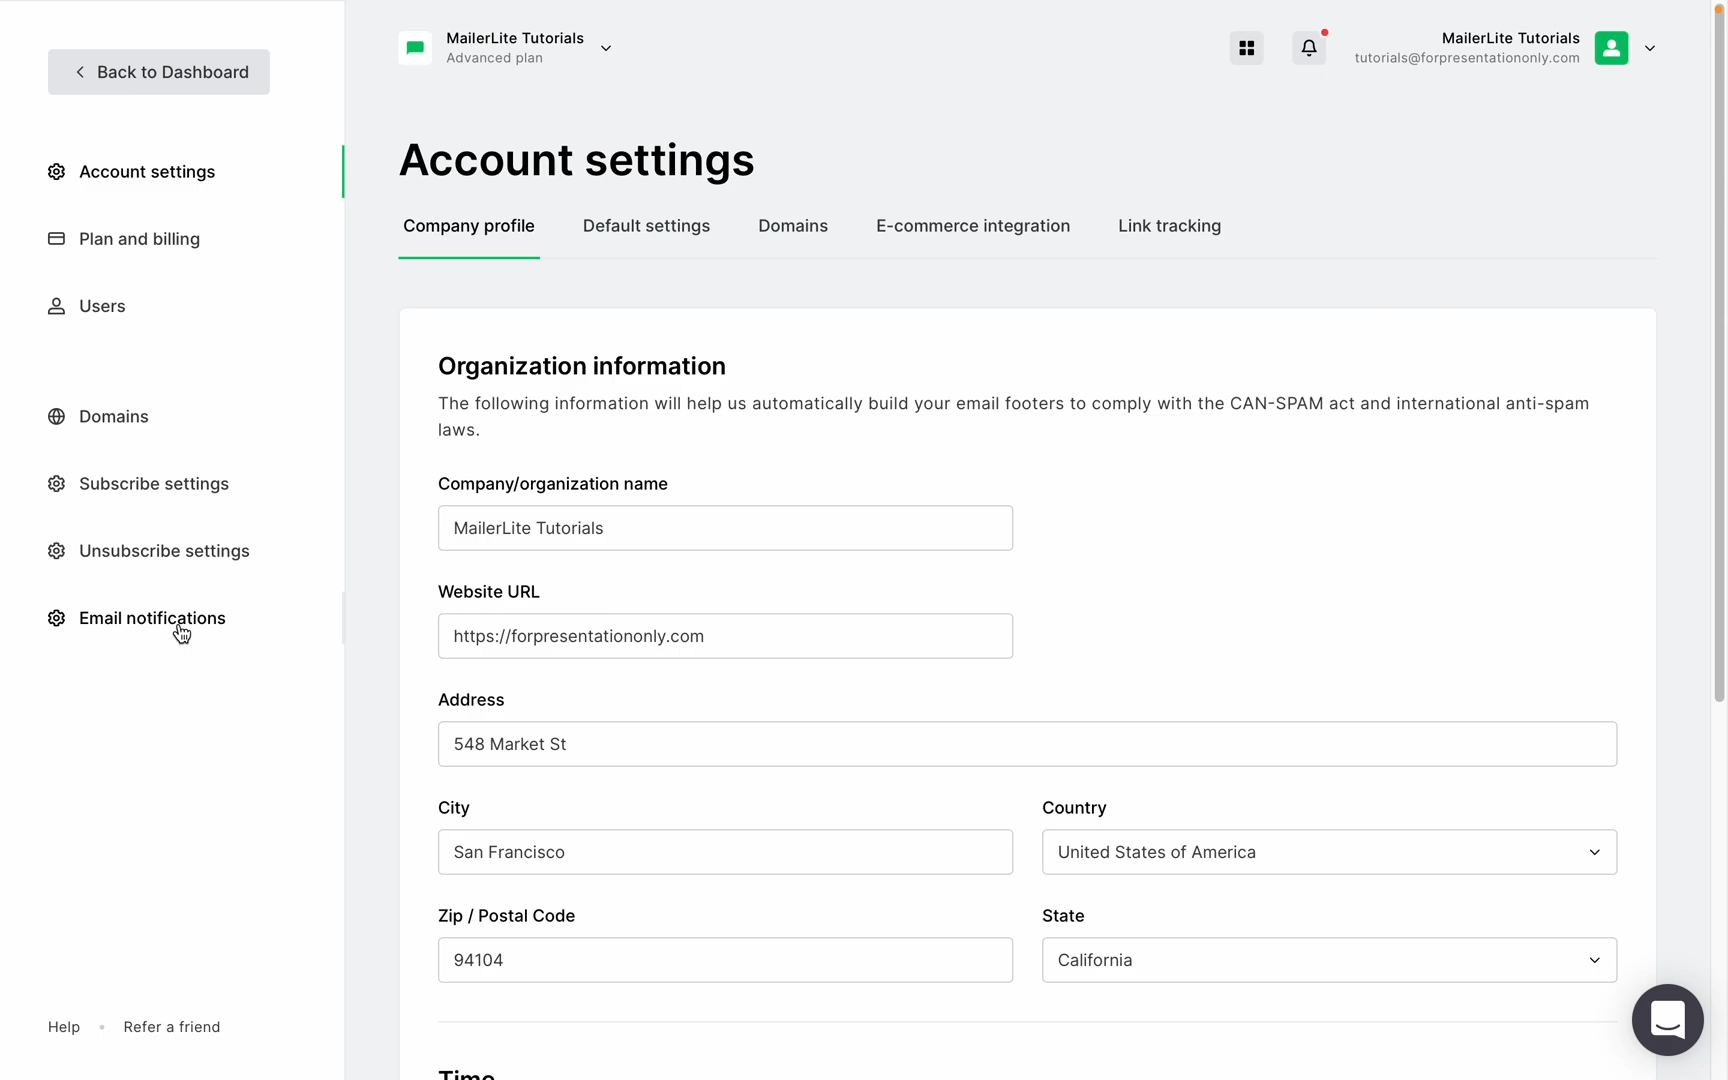 Back to Dashboard
Account settings
Plan and billing
Users
Domains
Subscribe settings
Unsubscribe settings
Email notifications
Help • Refer a friend
MailerLite Tutorials
Advanced plan
MailerLite Tutorials
tutorials@forpresentationonly.com
Account settings
Company profile Default settings Domains E-commerce integration Link tracking
Organization information
The following information will help us automatically build your email footers to comply with the CAN-SPAM act and international anti-spam
laws.
Company/organization name
MailerLite Tutorials
Website URL
https://forpresentationonly.com
Address
548 Market St
City
San Francisco
Country
United States of America
Zip / Postal Code
94104
State
California
Time